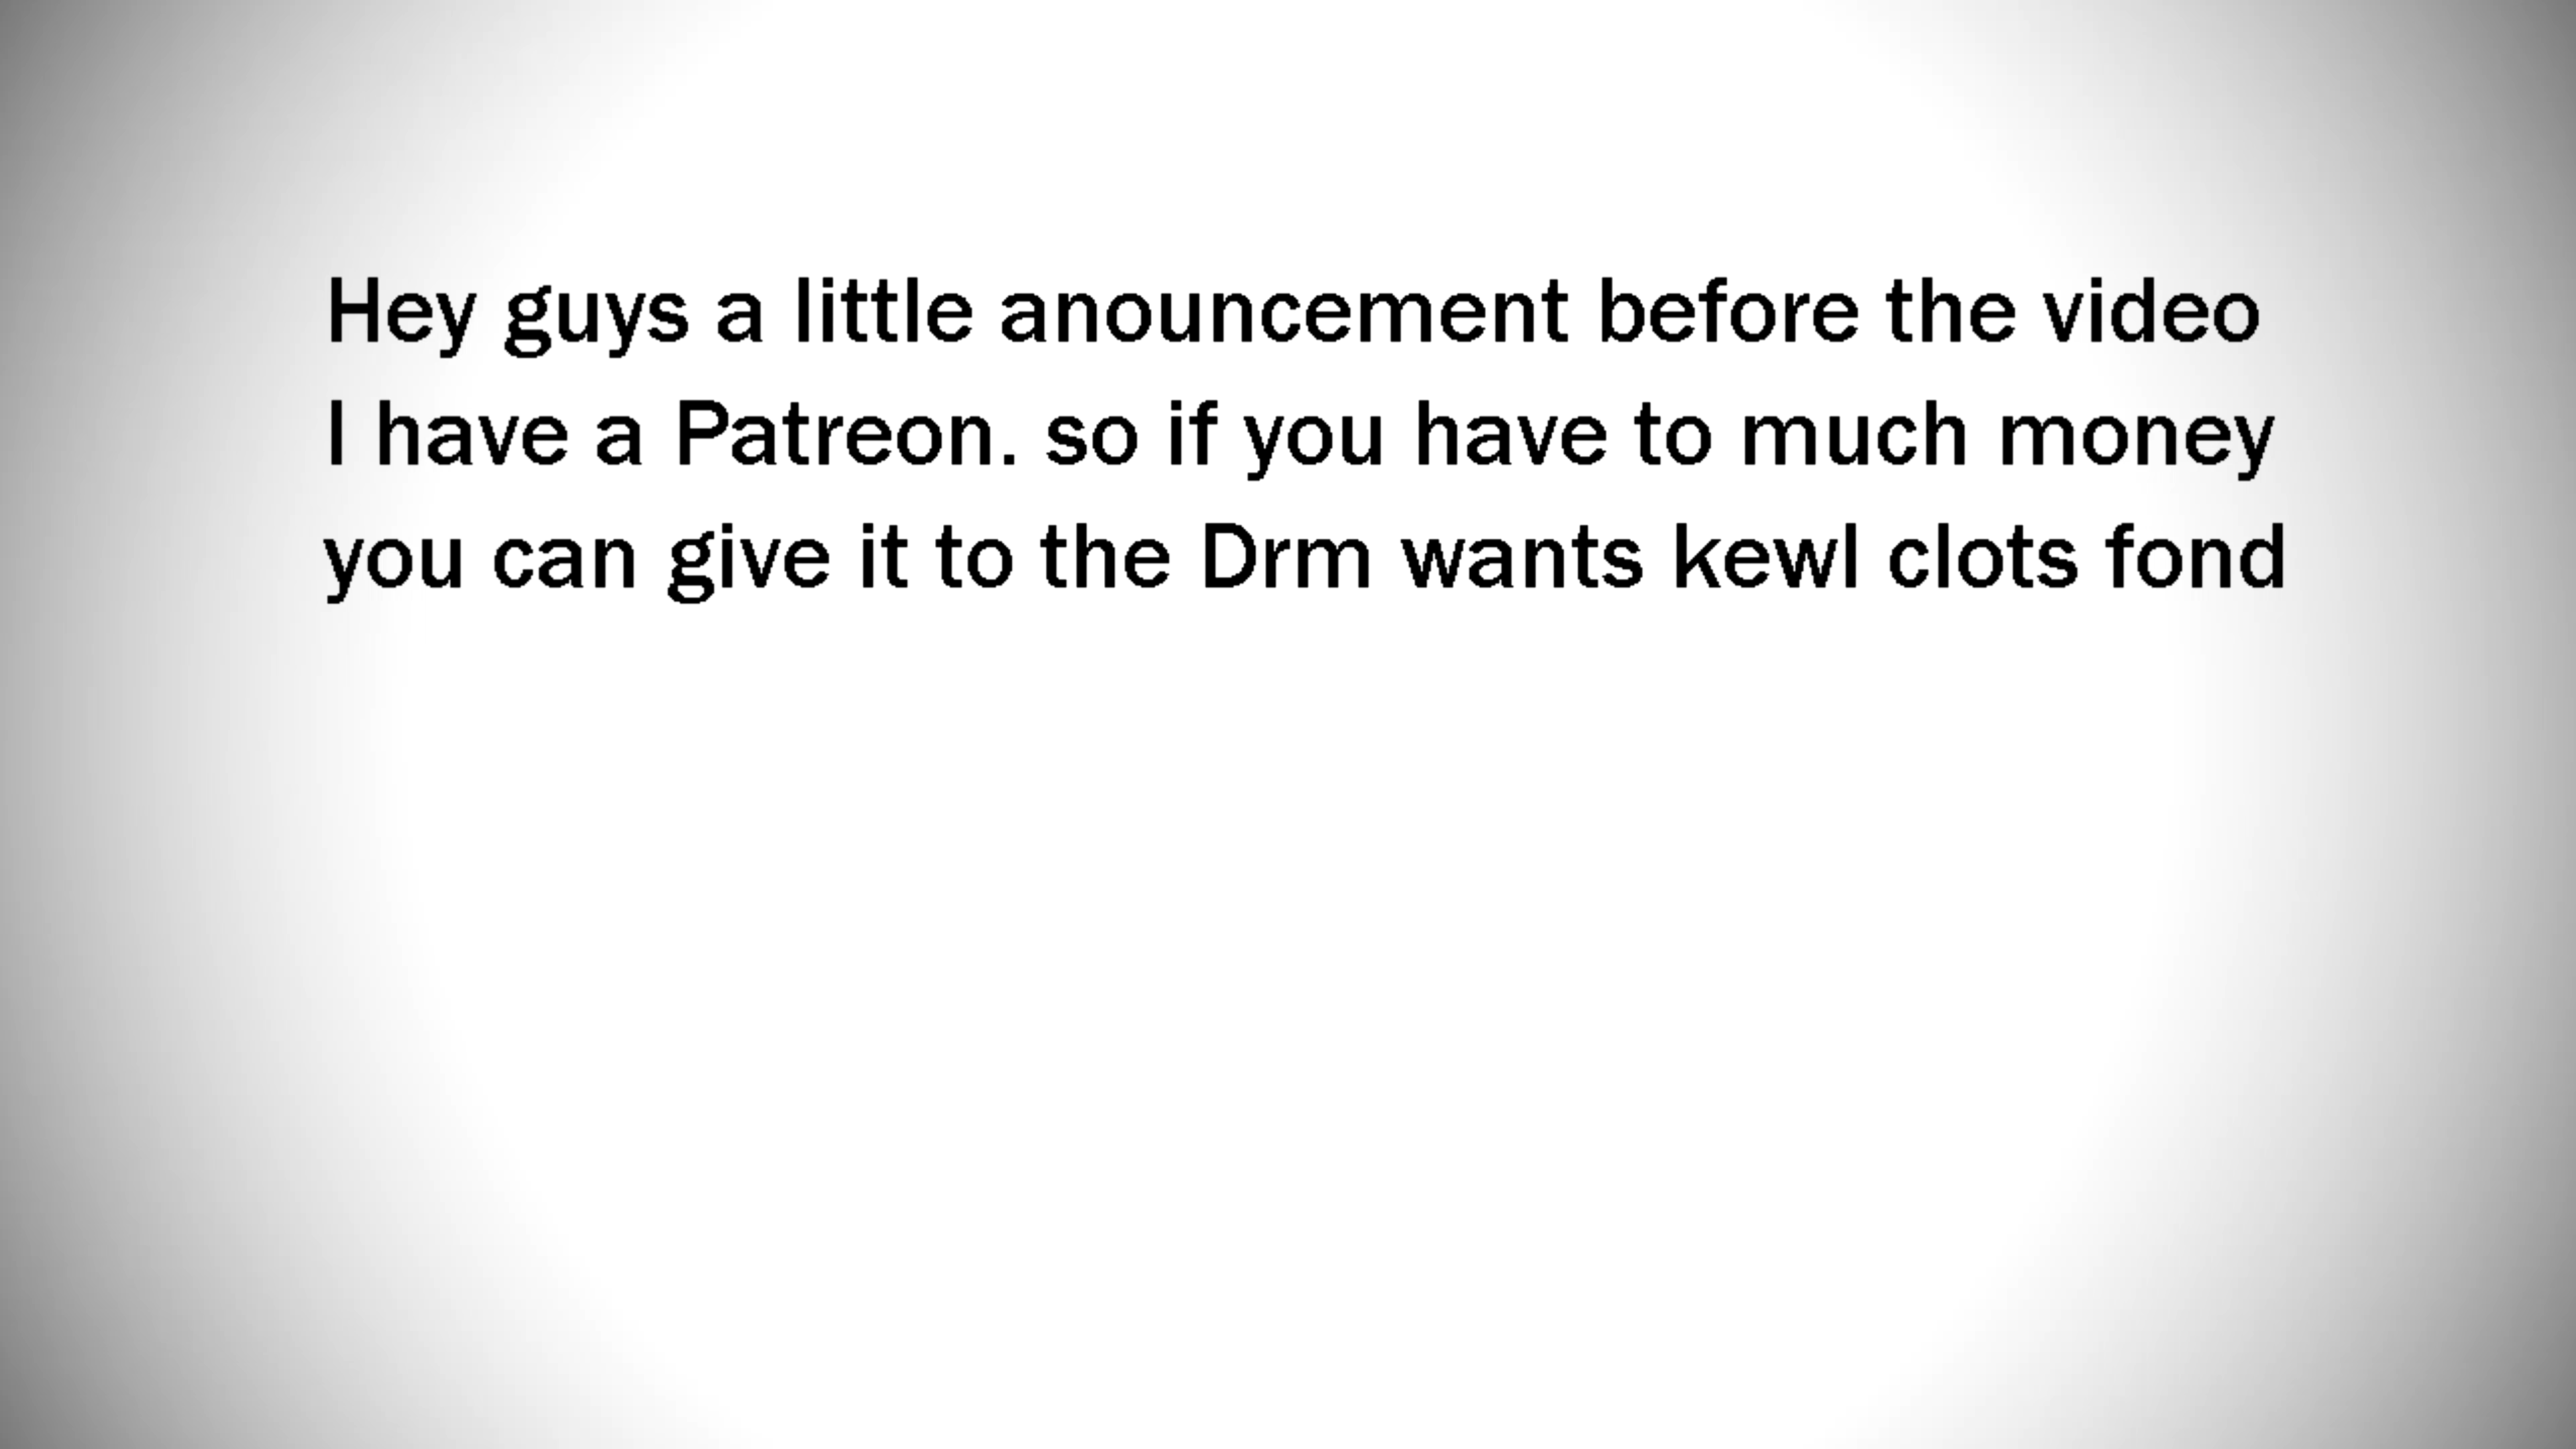 Hey guys a little anouncement before the video
I have a Patreon. so if you have to much money
you can give it to the Drm wants kewl clots fond